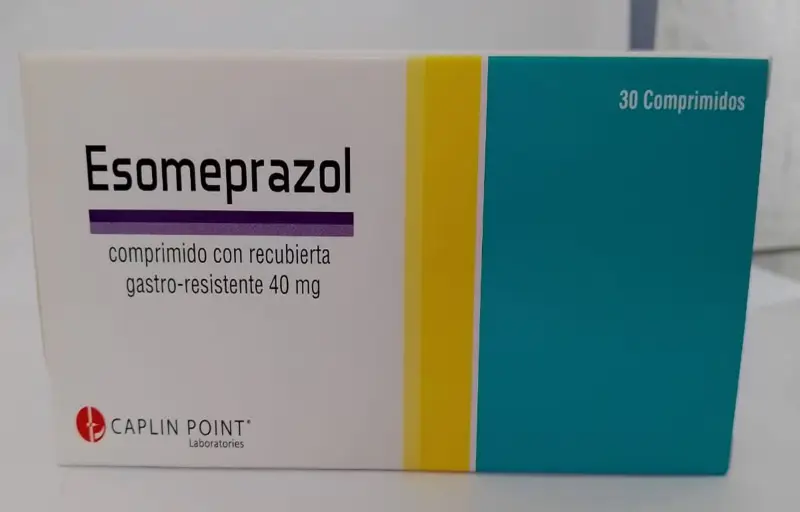 30 Comprimidos
Esomeprazol
comprimido con recubierta
gastro-resistente 40 mg
CAPLIN POINT®
Laboratories